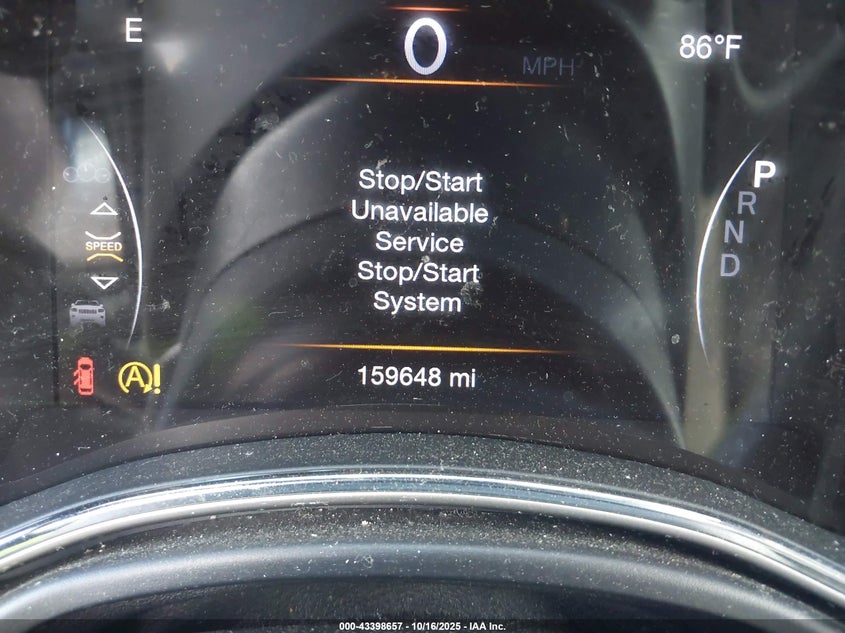 E
0
MPH
86°F
Stop/Start
Unavailable
Service
Stop/Start
System
SPEED
P
R
N
D
A!
159648 mi
000-43398657 - 10/16/2025 - IAA Inc.